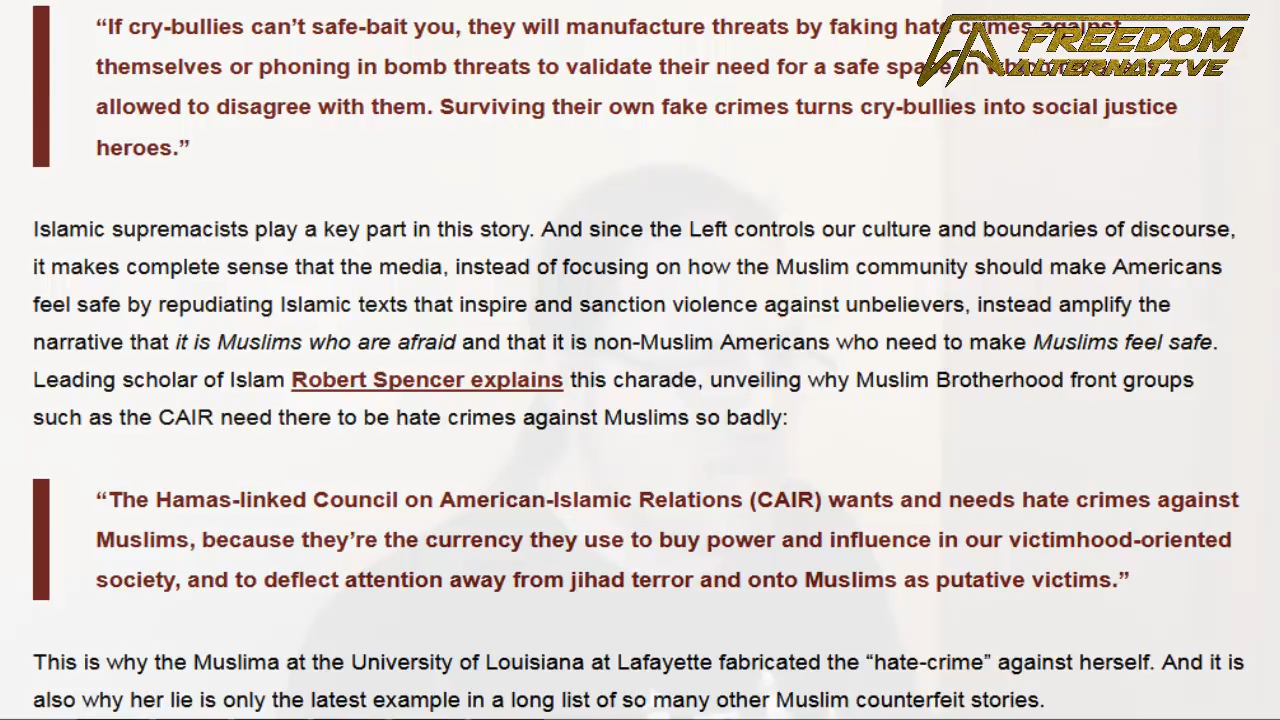 “If cry-bullies can’t safe-bait you, they will manufacture threats by faking hate crimes against
themselves or phoning in bomb threats to validate their need for a safe space in
allowed to disagree with them. Surviving their own fake crimes turns cry-bullies into social justice
heroes.”
FREEDOM
ALTERNATIVE
Islamic supremacists play a key part in this story. And since the Left controls our culture and boundaries of discourse,
it makes complete sense that the media, instead of focusing on how the Muslim community should make Americans
feel safe by repudiating Islamic texts that inspire and sanction violence against unbelievers, instead amplify the
narrative that it is Muslims who are afraid and that it is non-Muslim Americans who need to make Muslims feel safe.
Leading scholar of Islam Robert Spencer explains this charade, unveiling why Muslim Brotherhood front groups
such as the CAIR need there to be hate crimes against Muslims so badly:
“The Hamas-linked Council on American-Islamic Relations (CAIR) wants and needs hate crimes against
Muslims, because they’re the currency they use to buy power and influence in our victimhood-oriented
society, and to deflect attention away from jihad terror and onto Muslims as putative victims.”
This is why the Muslima at the University of Louisiana at Lafayette fabricated the “hate-crime” against herself. And it is
also why her lie is only the latest example in a long list of so many other Muslim counterfeit stories.